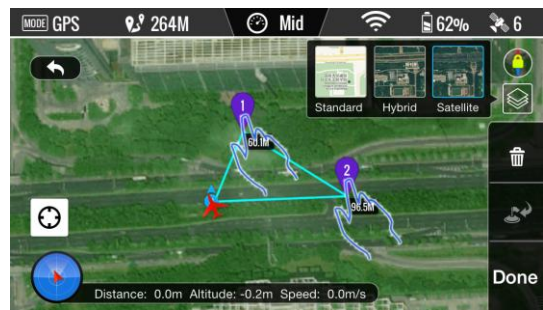 MODE GPS 264M Mid 62% 6
Standard Hybrid Satellite
1
60.1M
2
96.5M
Done
Distance: 0.0m Altitude: -0.2m Speed: 0.0m/s